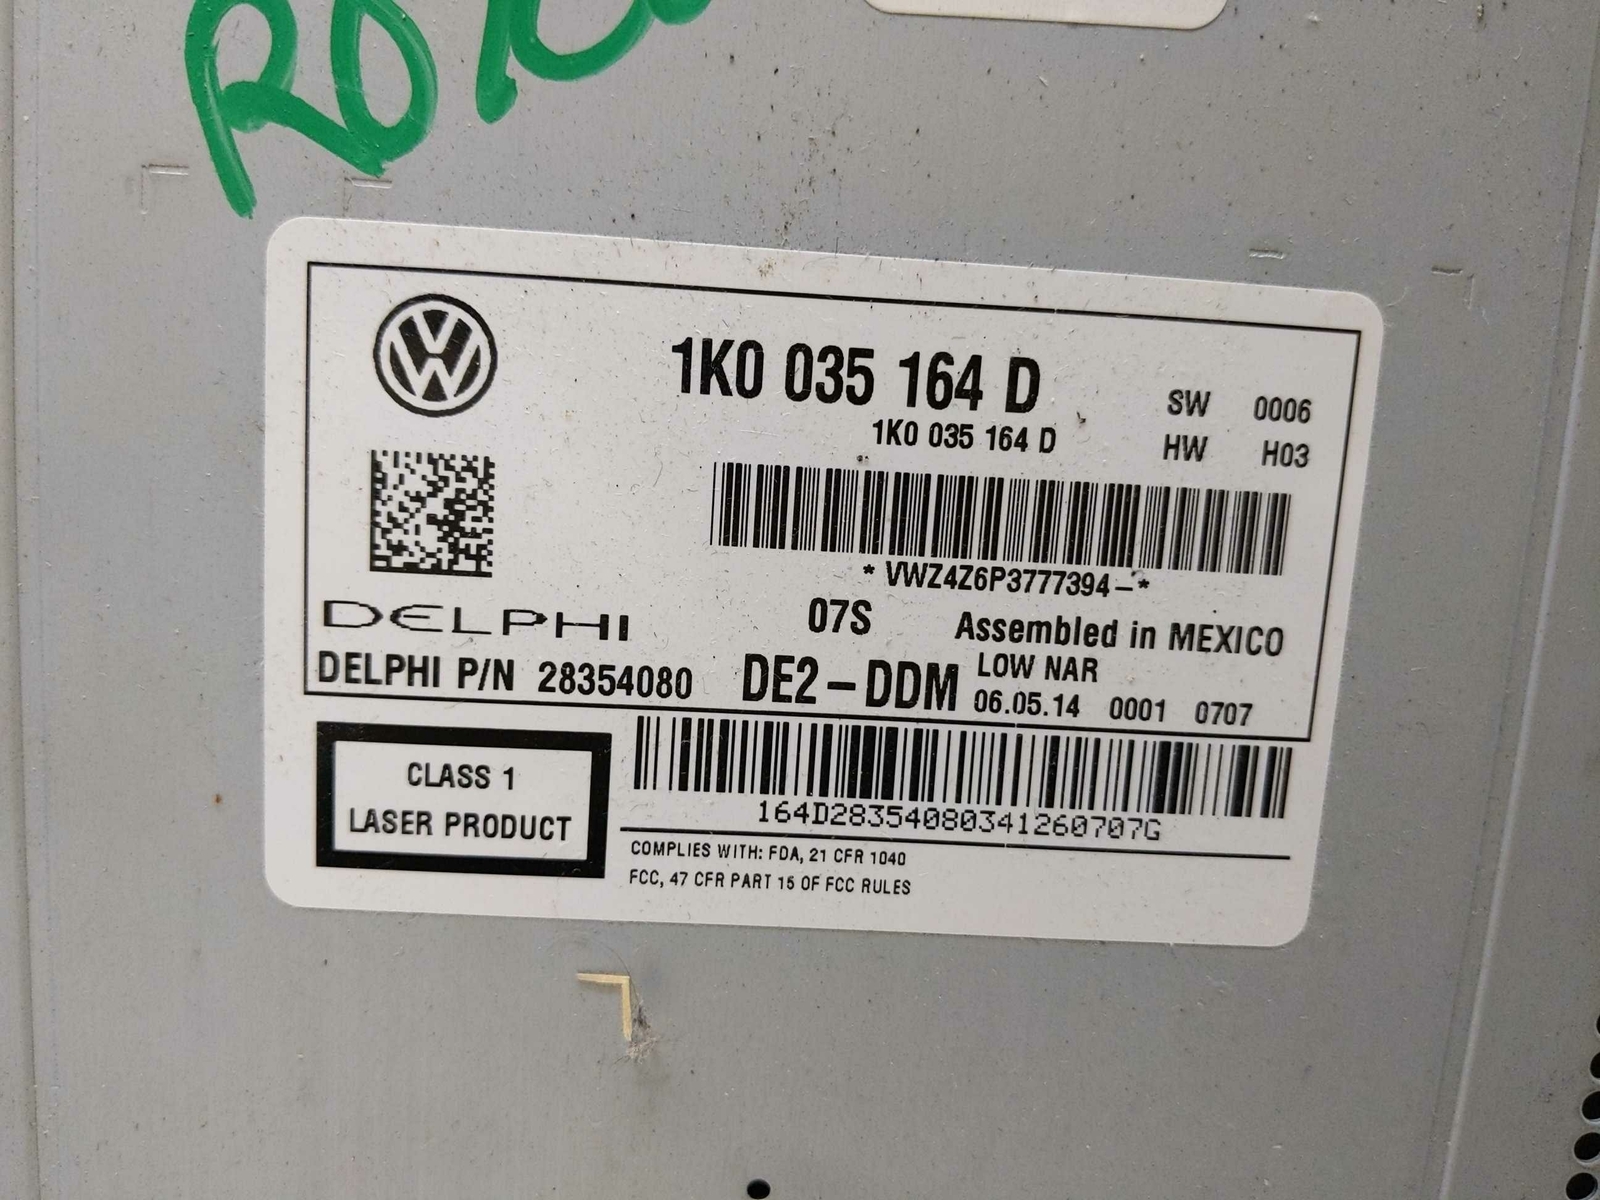 1K0 035 164 D
1K0 035 164 D
SW 0006
HW H03
* VWZ4Z6P3777394-*
DELPHI
07S
Assembled in MEXICO
DELPHI P/N 28354080
DE2-DDM
LOW NAR
06.05.14 0001 0707
CLASS 1
LASER PRODUCT
164D28354080341260707G
COMPLIES WITH: FDA, 21 CFR 1040
FCC, 47 CFR PART 15 OF FCC RULES